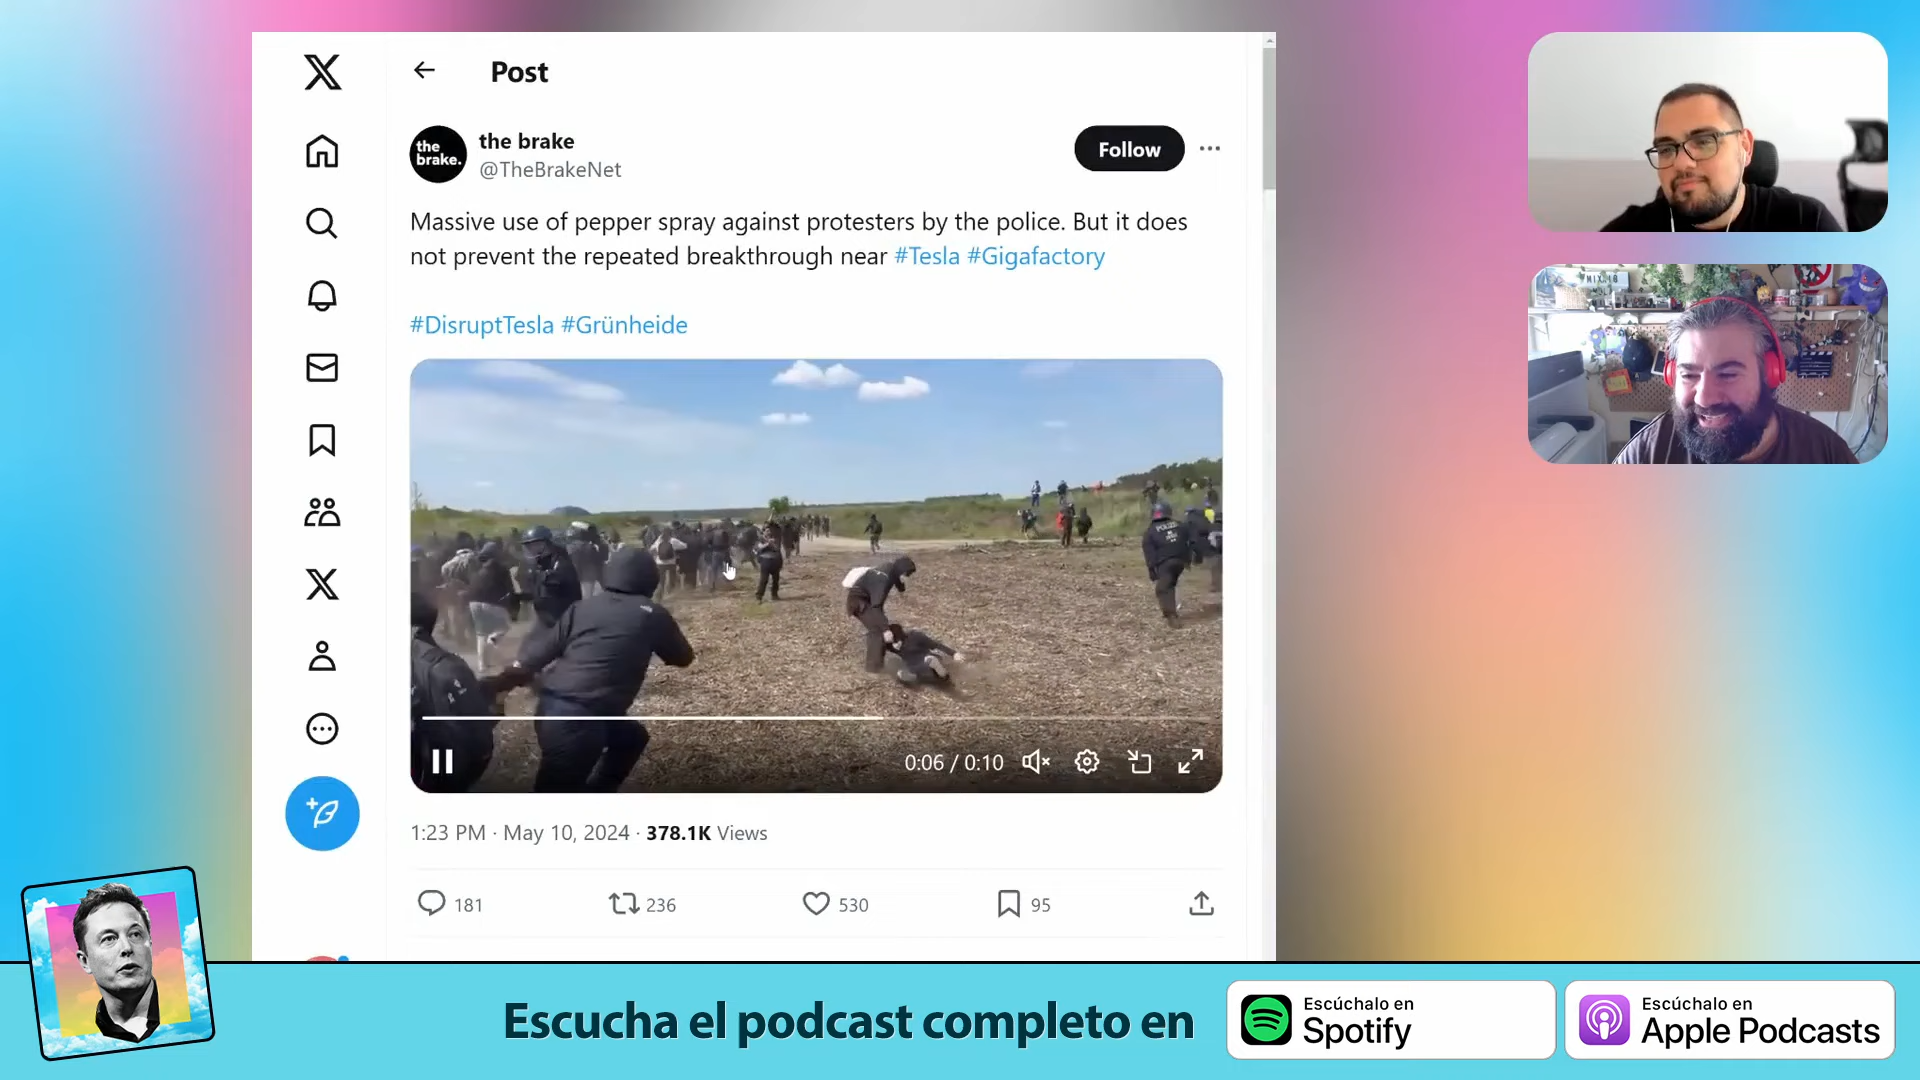 Post
the brake.
the brake
@TheBrakeNet
Follow
Massive use of pepper spray against protesters by the police. But it does
not prevent the repeated breakthrough near #Tesla #Gigafactory
#DisruptTesla #Grünheide
POLIZEI
0:06 / 0:10
1:23 PM · May 10, 2024 · 378.1K Views
181
236
530
95
Escucha el podcast completo en
Escúchalo en
Spotify
Escúchalo en
Apple Podcasts